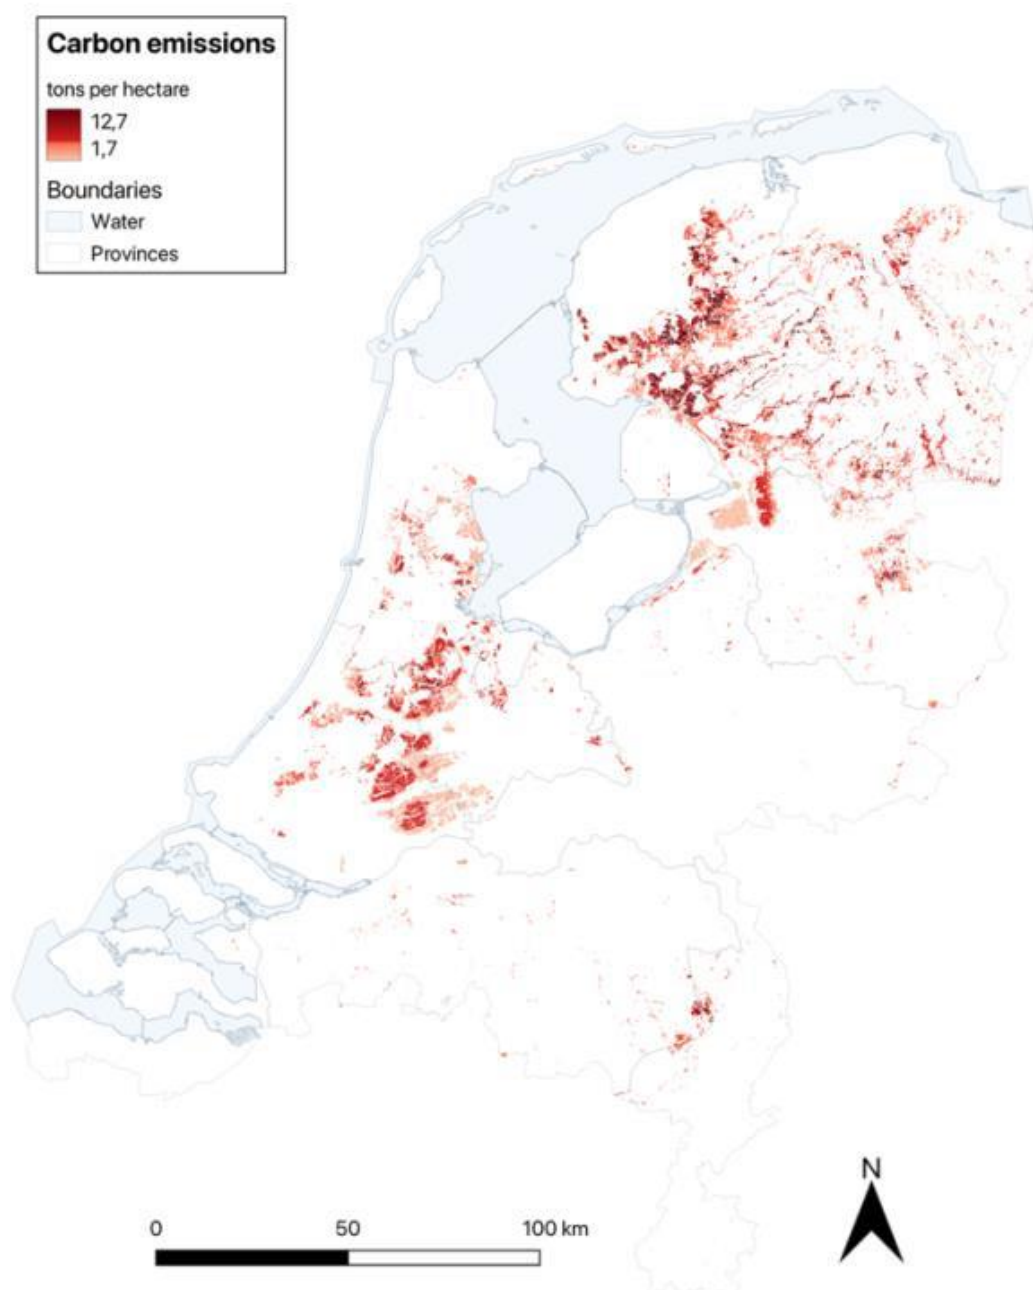 Carbon emissions
tons per hectare
12,7
1,7
Boundaries
Water
Provinces
N
0 50 100 km